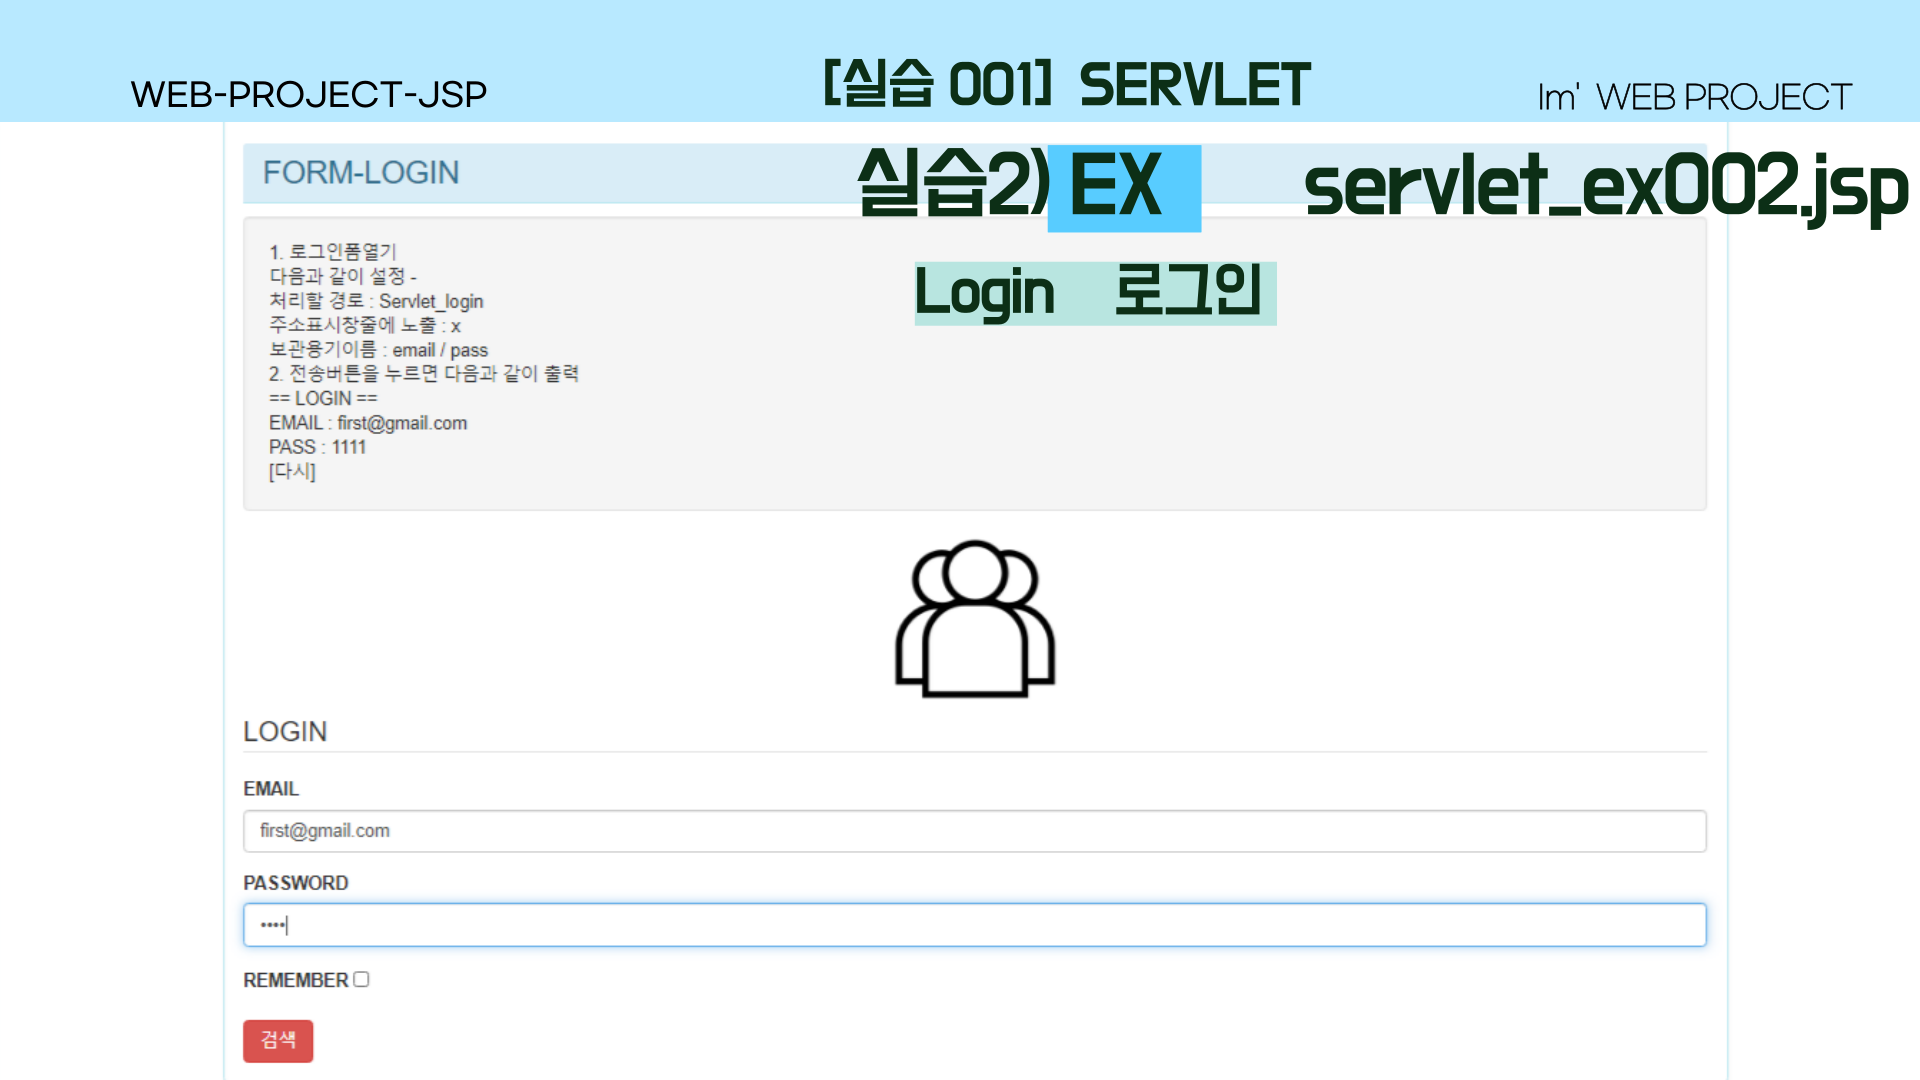 WEB-PROJECT-JSP
[실습 001] SERVLET
Im' WEB PROJECT
FORM-LOGIN
실습2) EX servlet_ex002.jsp
Login 로그인
1. 로그인폼열기
다음과 같이 설정 -
처리할 경로 : Servlet_login
주소표시창줄에 노출 : x
보관용기이름 : email / pass
2. 전송버튼을 누르면 다음과 같이 출력
== LOGIN ==
EMAIL : first@gmail.com
PASS : 1111
[다시]
LOGIN
EMAIL
first@gmail.com
PASSWORD
••••
REMEMBER
검색